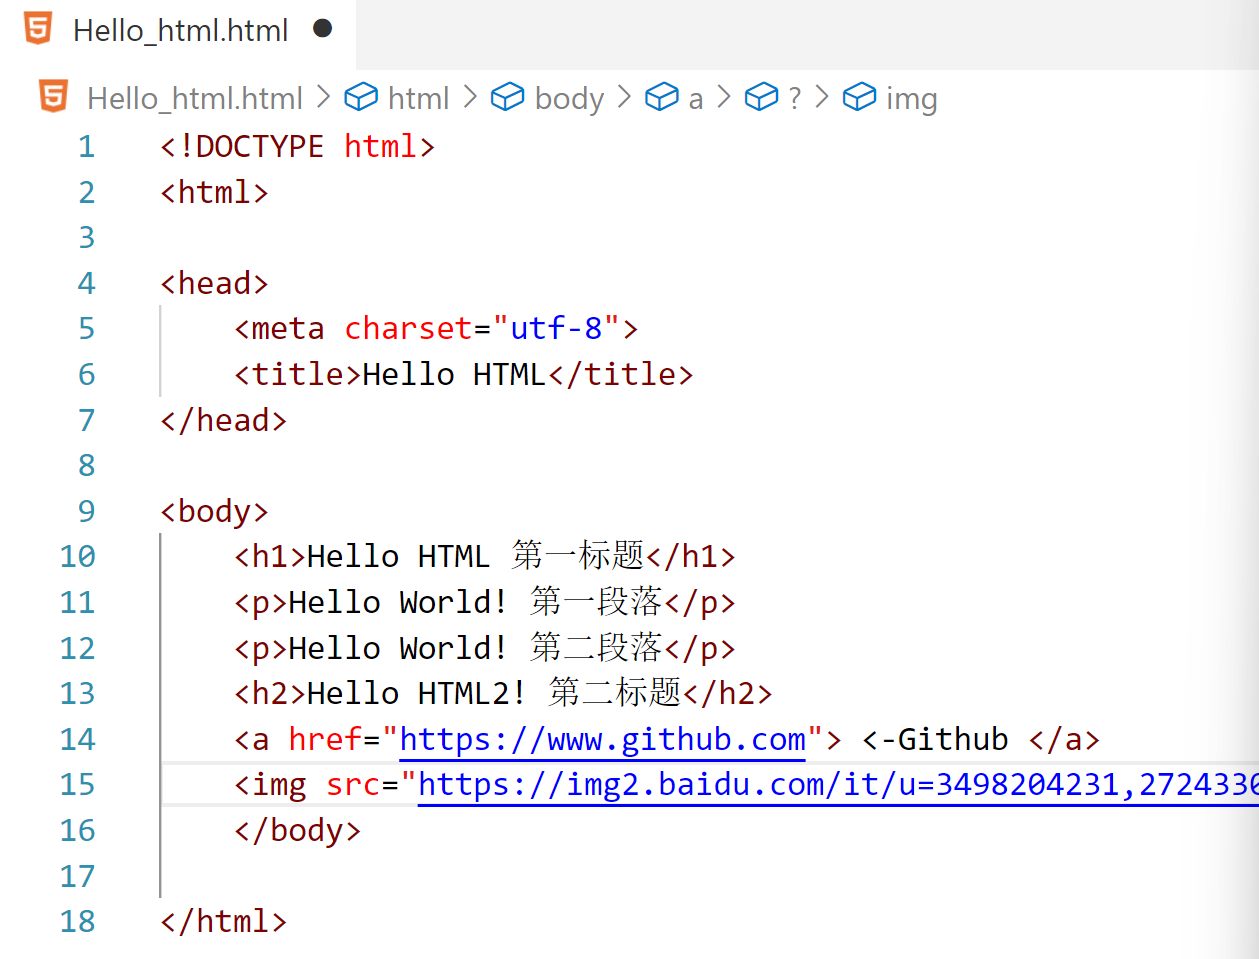 Hello_html.html
Hello_html.html > html > body > a > ? > img
1 <!DOCTYPE html>
2 <html>
3
4 <head>
5     <meta charset="utf-8">
6     <title>Hello HTML</title>
7 </head>
8
9 <body>
10     <h1>Hello HTML 第一标题</h1>
11     <p>Hello World! 第一段落</p>
12     <p>Hello World! 第二段落</p>
13     <h2>Hello HTML2! 第二标题</h2>
14     <a href="https://www.github.com"> <-Github </a>
15     <img src="https://img2.baidu.com/it/u=3498204231,2724330
16     </body>
17
18 </html>